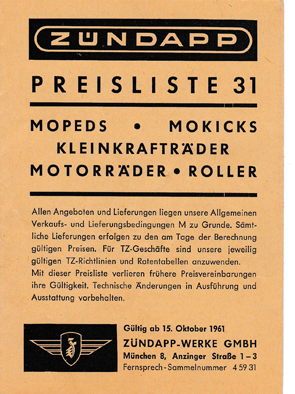 ZÜNDAPP
PREISLISTE 31
MOPEDS • MOKICKS
KLEINKRAFTRÄDER
MOTORRÄDER • ROLLER
Allen Angeboten und Lieferungen liegen unsere Allgemeinen
Verkaufs- und Lieferungsbedingungen M zu Grunde. Sämt-
liche Lieferungen erfolgen zu den am Tage der Berechnung
gültigen Preisen. Für TZ-Geschäfte sind unsere jeweilig
gültigen TZ-Richtlinien und Ratentabellen anzuwenden.
Mit dieser Preisliste verlieren frühere Preisvereinbarungen
ihre Gültigkeit. Technische Änderungen in Ausführung und
Ausstattung vorbehalten.
Gültig ab 15. Oktober 1961
ZÜNDAPP-WERKE GMBH
München 8, Anzinger Straße 1–3
Fernsprech-Sammelnummer 4 59 31